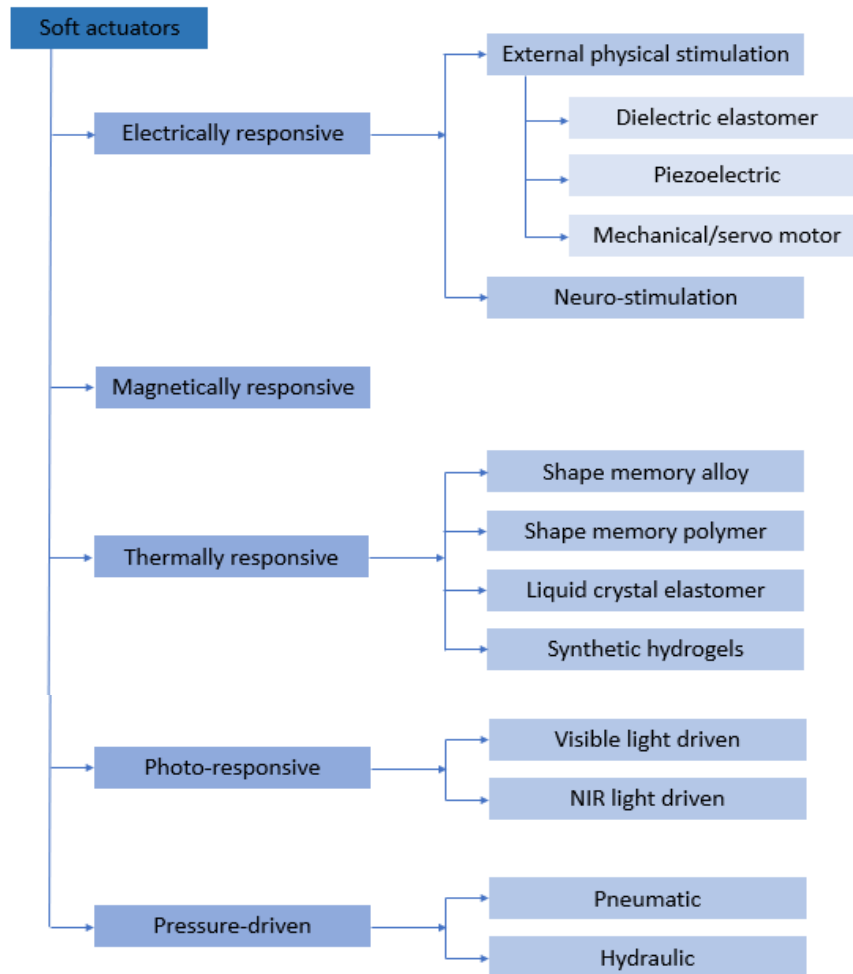 Soft actuators
External physical stimulation
Electrically responsive
Dielectric elastomer
Piezoelectric
Mechanical/servo motor
Neuro-stimulation
Magnetically responsive
Shape memory alloy
Shape memory polymer
Thermally responsive
Liquid crystal elastomer
Synthetic hydrogels
Visible light driven
Photo-responsive
NIR light driven
Pneumatic
Pressure-driven
Hydraulic